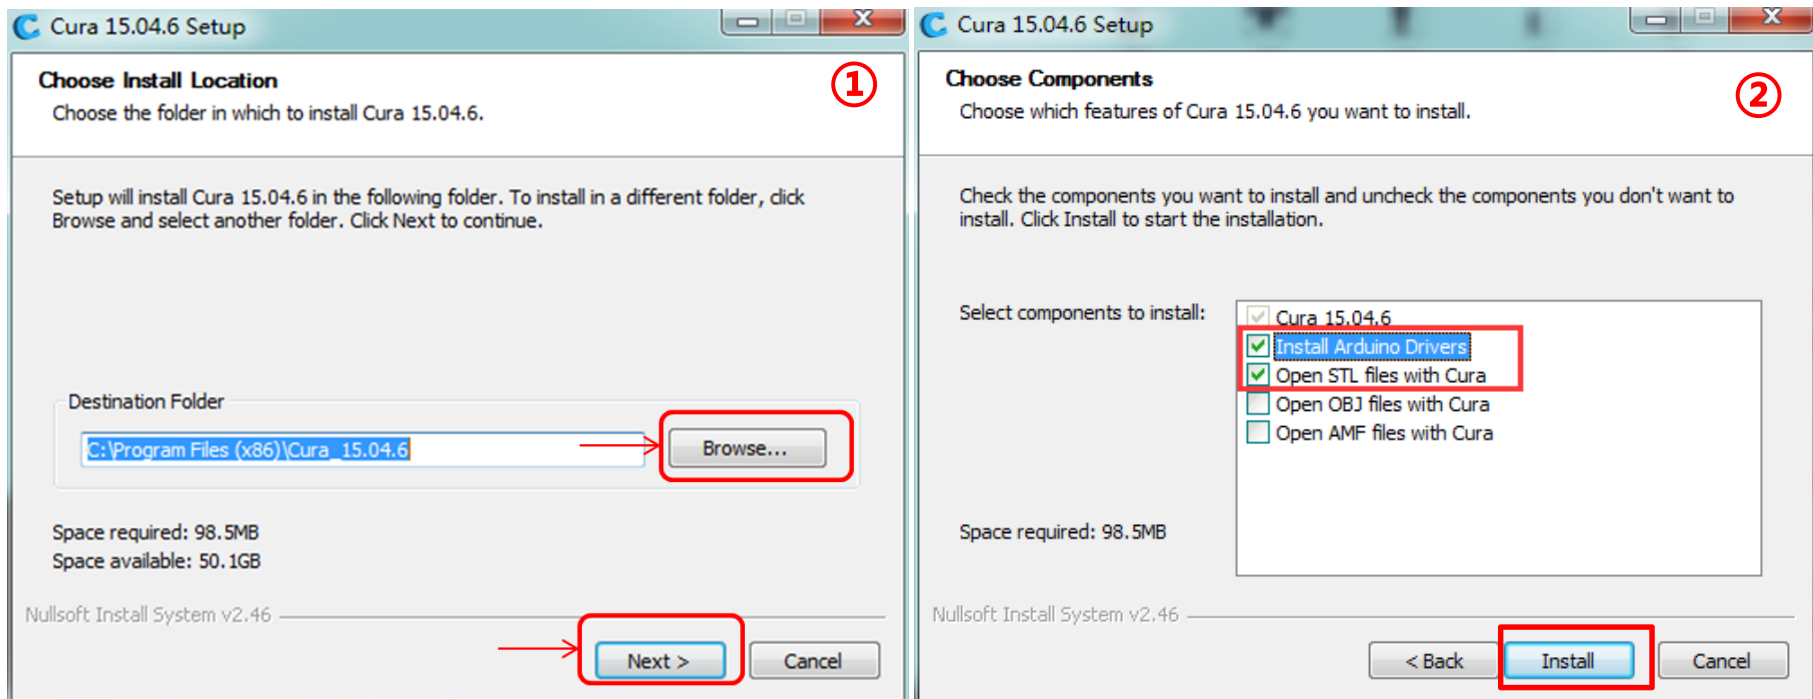 Cura 15.04.6 Setup
Choose Install Location
①
Choose the folder in which to install Cura 15.04.6.
Setup will install Cura 15.04.6 in the following folder. To install in a different folder, click
Browse and select another folder. Click Next to continue.
Destination Folder
C:\Program Files (x86)\Cura_15.04.6
Browse...
Space required: 98.5MB
Space available: 50.1GB
Nullsoft Install System v2.46
Next >
Cancel
Cura 15.04.6 Setup
Choose Components
②
Choose which features of Cura 15.04.6 you want to install.
Check the components you want to install and uncheck the components you don't want to
install. Click Install to start the installation.
Select components to install:
Cura 15.04.6
Install Arduino Drivers
Open STL files with Cura
Open OBJ files with Cura
Open AMF files with Cura
Space required: 98.5MB
Nullsoft Install System v2.46
< Back
Install
Cancel